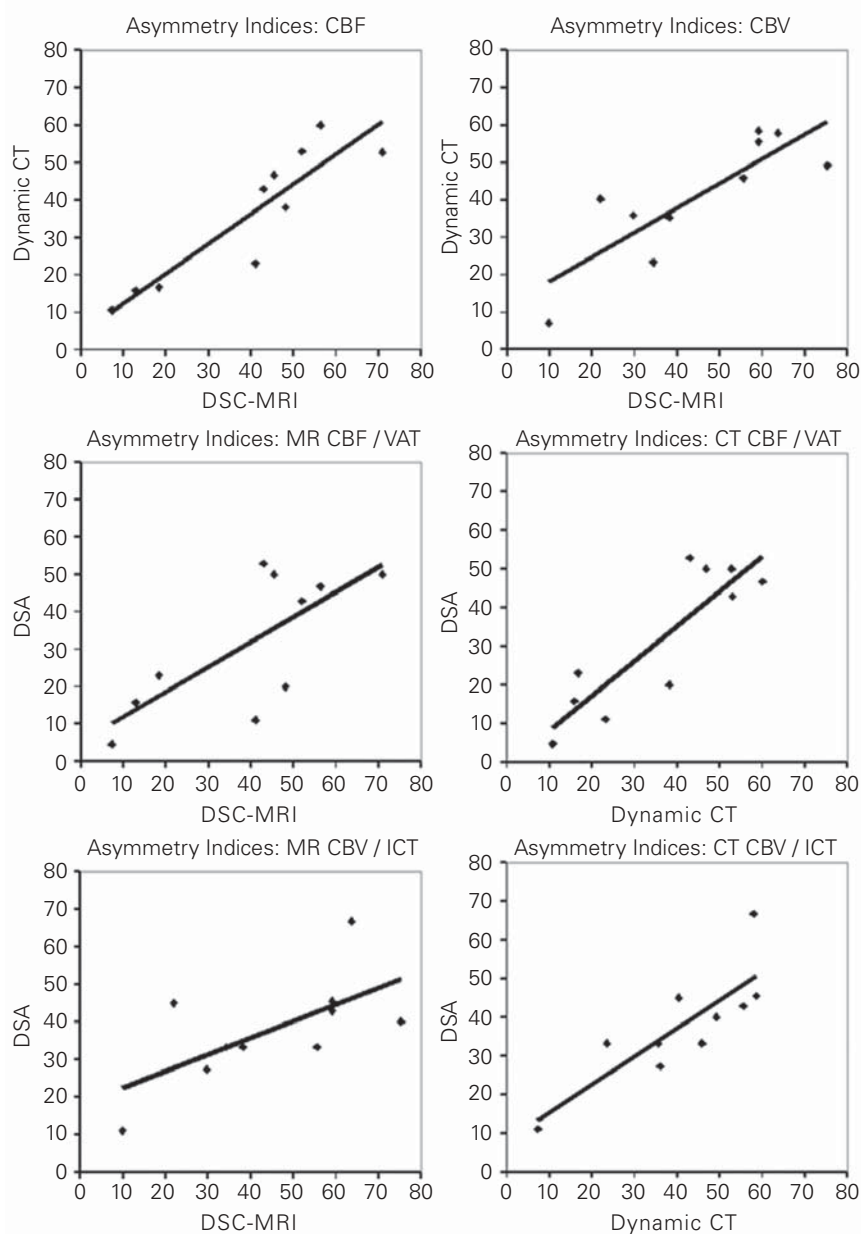 Asymmetry Indices: CBF
80
70
60
50
40
30
20
10
0
Dynamic CT
0 10 20 30 40 50 60 70 80
DSC-MRI
Asymmetry Indices: CBV
80
70
60
50
40
30
20
10
0
Dynamic CT
0 10 20 30 40 50 60 70 80
DSC-MRI
Asymmetry Indices: MR CBF / VAT
80
70
60
50
40
30
20
10
0
DSA
0 10 20 30 40 50 60 70 80
DSC-MRI
Asymmetry Indices: CT CBF / VAT
80
70
60
50
40
30
20
10
0
DSA
0 10 20 30 40 50 60 70 80
Dynamic CT
Asymmetry Indices: MR CBV / ICT
80
70
60
50
40
30
20
10
0
DSA
0 10 20 30 40 50 60 70 80
DSC-MRI
Asymmetry Indices: CT CBV / ICT
80
70
60
50
40
30
20
10
0
DSA
0 10 20 30 40 50 60 70 80
Dynamic CT